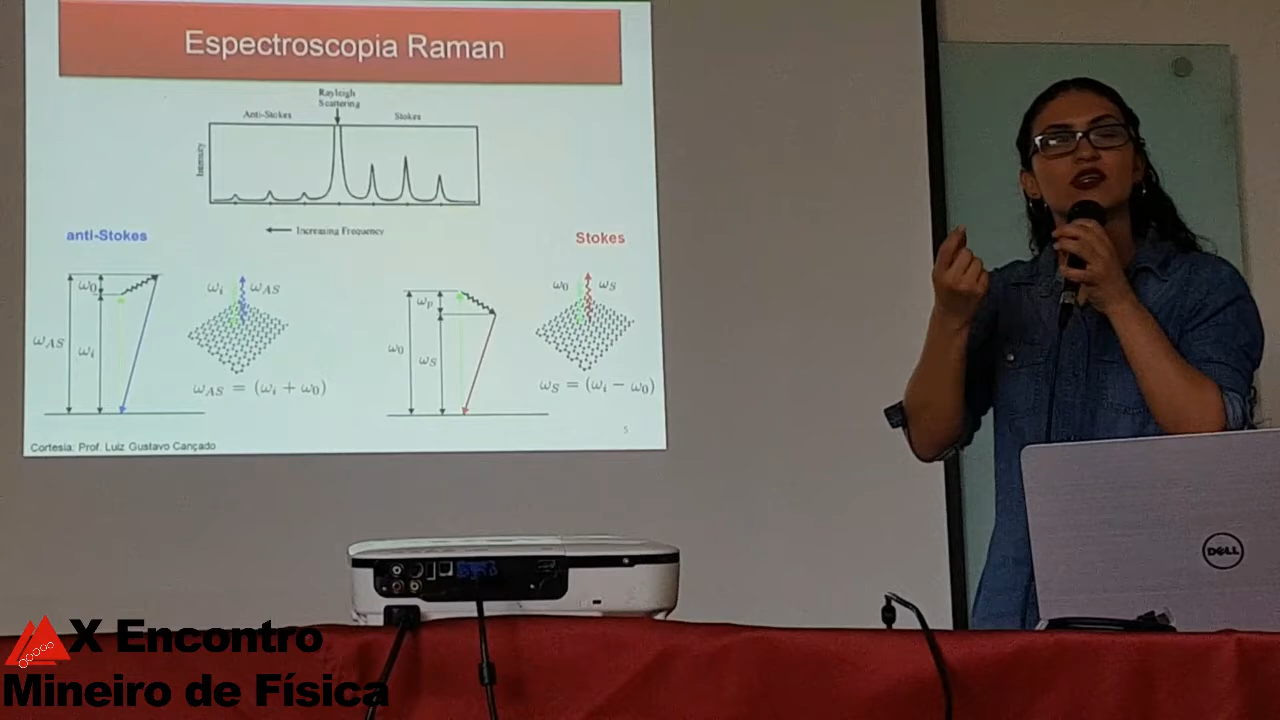 Espectroscopia Raman
Rayleigh
Scattering
Anti-Stokes
Stokes
Intensity
Increasing Frequency
anti-Stokes
Stokes
ω0
ωAS
ωi
ωi
ωAS
ωAS = (ωi + ω0)
ω0
ωp
ωS
ω0
ωS
ωS = (ωi − ω0)
5
Cortesia: Prof. Luiz Gustavo Cançado
DELL
X Encontro
Mineiro de Física